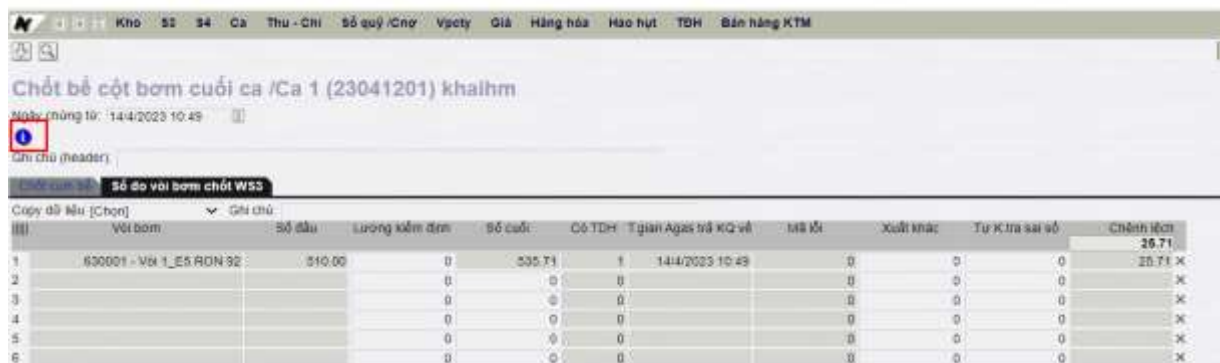 Kho S3 S4 Ca Thu - Chi Sổ quỹ /Cnợ Vpcty Giá Hàng hóa Hao hụt TĐH Bán hàng KTM
Chốt bể cột bơm cuối ca /Ca 1 (23041201) khaihm
Ngày chứng từ: 14/4/2023 10:49
Ghi chú (header):
Chốt cụm bể Số đo vòi bơm chốt WS3
Copy dữ liệu [Chọn] Ghi chú:
Vòi bơm Số đầu Lượng kiểm định Số cuối Có TDH T.gian Agas trả KQ về Mã lỗi Xuất khác Tự K.tra sai số Chênh lệch
25.71
1 630001 - Vòi 1_E5 RON 92 510.00 0 535.71 1 14/4/2023 10:49 0 0 0 25.71 ×
2 0 0 0 0 0 0 ×
3 0 0 0 0 0 0 ×
4 0 0 0 0 0 0 ×
5 0 0 0 0 0 0 ×
6 0 0 0 0 0 0 ×